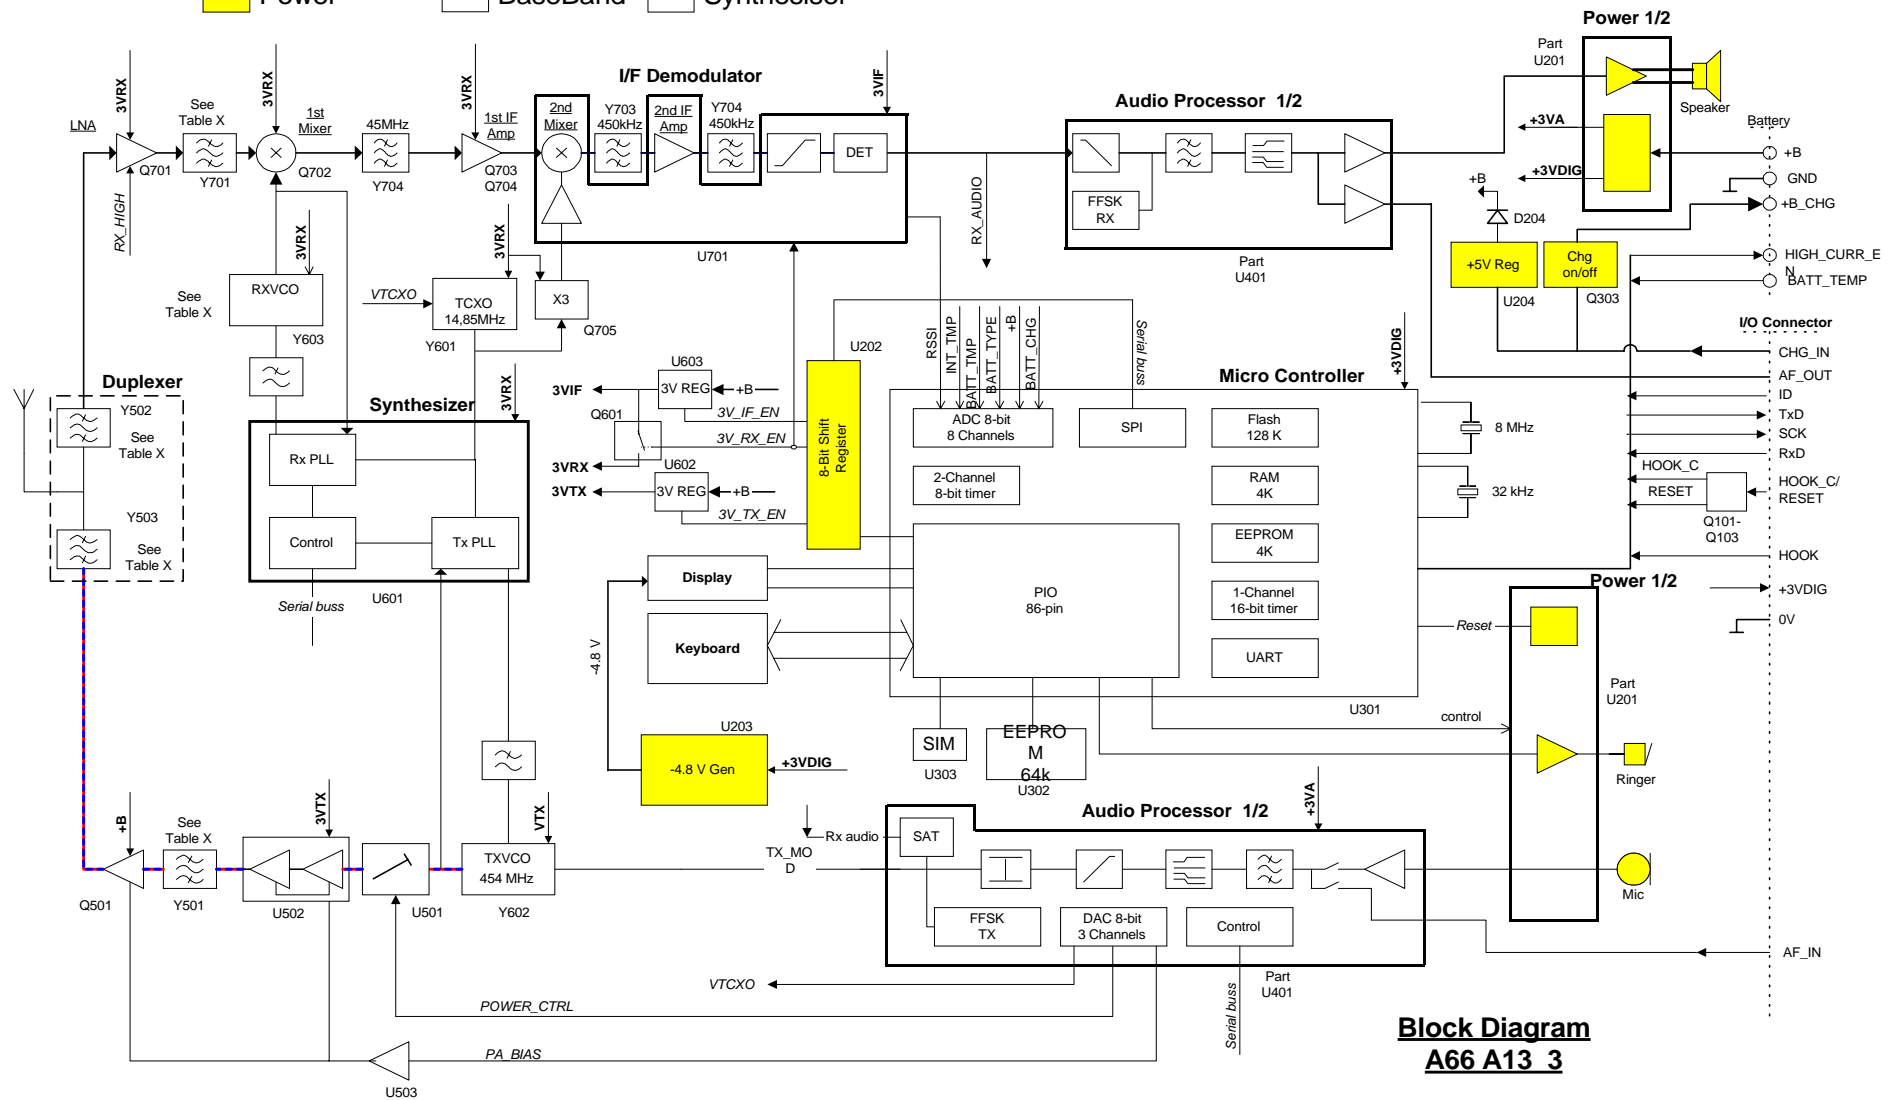 Power
BaseBand
Synthesiser
Power 1/2
Part
U201
Speaker
+3VA
+3VDIG
Battery
+B
GND
+B_CHG
HIGH_CURR_E
N
BATT_TEMP
+B
D204
+5V Reg
U204
Chg
on/off
Q303
I/O Connector
CHG_IN
AF_OUT
ID
TxD
SCK
RxD
HOOK_C/
RESET
HOOK_C
RESET
Q101-
Q103
HOOK
+3VDIG
0V
AF_IN
I/F Demodulator
3VIF
LNA
3VRX
Q701
RX_HIGH
See
Table X
Y701
3VRX
1st
Mixer
Q702
45MHz
Y704
3VRX
1st IF
Amp
Q703
Q704
2nd
Mixer
Y703
450kHz
2nd IF
Amp
Y704
450kHz
DET
U701
RX_AUDIO
Audio Processor 1/2
FFSK
RX
Part
U401
3VRX
RXVCO
See
Table X
Y603
VTCXO
3VRX
TCXO
14,85MHz
Y601
X3
Q705
Duplexer
Y502
See
Table X
Y503
See
Table X
Synthesizer
3VRX
Rx PLL
Control
Tx PLL
U601
Serial buss
U603
3V REG
+B
3VIF
Q601
3V_IF_EN
3V_RX_EN
3VRX
U602
3VTX
3V REG
+B
3V_TX_EN
U202
8-Bit Shift
Register
RSSI
INT_TMP
BATT_TMP
BATT_TYPE
+B
BATT_CHG
Serial buss
Micro Controller
+3VDIG
ADC 8-bit
8 Channels
SPI
Flash
128 K
2-Channel
8-bit timer
RAM
4K
EEPROM
4K
PIO
86-pin
1-Channel
16-bit timer
UART
U301
8 MHz
32 kHz
Display
Keyboard
-4.8 V
U203
-4.8 V Gen
+3VDIG
SIM
U303
EEPRO
M
64k
U302
Power 1/2
Reset
Part
U201
control
Ringer
Mic
+B
Q501
See
Table X
Y501
3VTX
U502
U501
VTX
TXVCO
454 MHz
Y602
TX_MO
D
Rx audio
Audio Processor 1/2
+3VA
SAT
FFSK
TX
DAC 8-bit
3 Channels
Control
Part
U401
Serial buss
VTCXO
POWER_CTRL
PA_BIAS
U503
Block Diagram
A66 A13_3